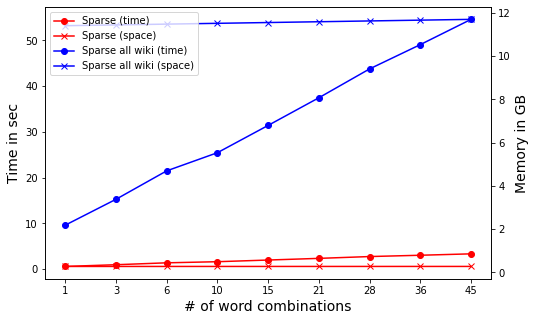 Sparse (time)
Sparse (space)
Sparse all wiki (time)
Sparse all wiki (space)
Time in sec
50
40
30
20
10
0
Memory in GB
12
10
8
6
4
2
0
1 3 6 10 15 21 28 36 45
# of word combinations